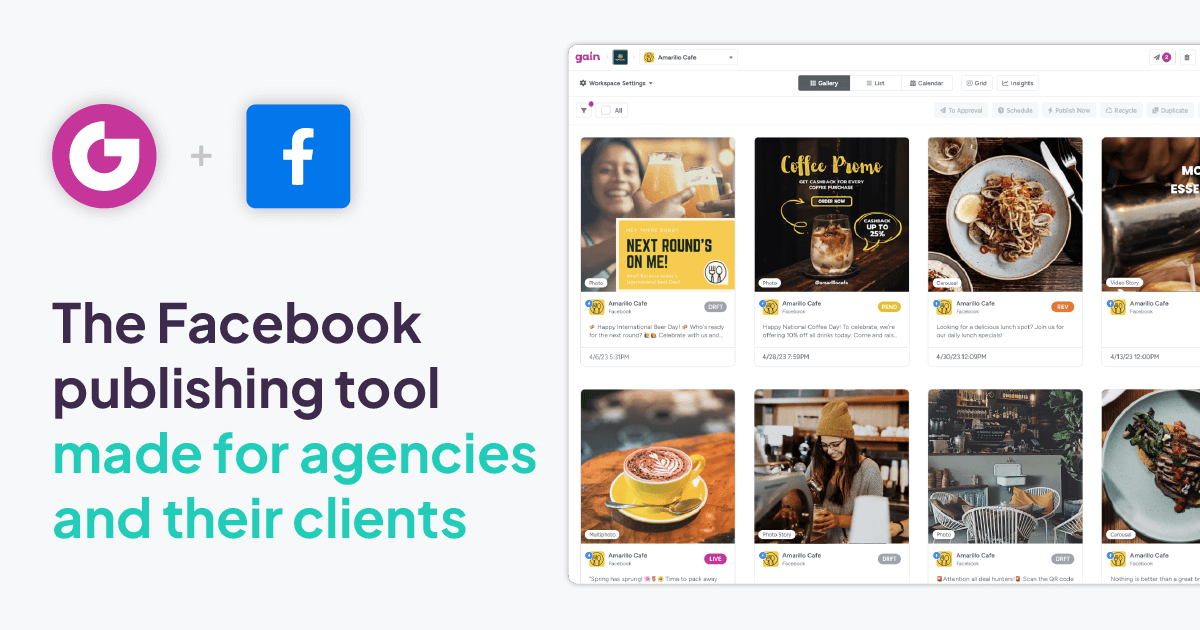 The Facebook
publishing tool
made for agencies
and their clients
gain
Amarillo Cafe
2
Workspace Settings
Gallery
List
Calendar
Grid
Insights
All
To Approval
Schedule
Publish Now
Recycle
Duplicate
HEY THERE BUDDY!
NEXT ROUND'S
ON ME!
Photo
Amarillo Cafe
Facebook
DRFT
Happy International Beer Day! Who's ready
for the next round? Celebrate with us and...
4/6/23 5:31PM
Coffee Promo
GET CASHBACK FOR EVERY
COFFEE PURCHASE
ORDER NOW
CASHBACK
UP TO
25%
@amarillocafe
Photo
Amarillo Cafe
Facebook
PEND
Happy National Coffee Day! To celebrate, we're
offering 10% off all drinks today. Come and rais...
4/28/23 7:59PM
Carousel
Amarillo Cafe
Facebook
REV
Looking for a delicious lunch spot? Join us for
our daily lunch specials!
4/30/23 12:09PM
MO
ESSE
Video Story
Amarillo Cafe
Facebook
4/13/23 12:00PM
Multiphoto
Amarillo Cafe
Facebook
LIVE
"Spring has sprung! Time to pack away
Photo Story
Amarillo Cafe
Facebook
DRFT
Photo
Amarillo Cafe
Facebook
DRFT
Attention all deal hunters! Scan the QR code
Carousel
Amarillo Cafe
Facebook
Nothing is better than a great br